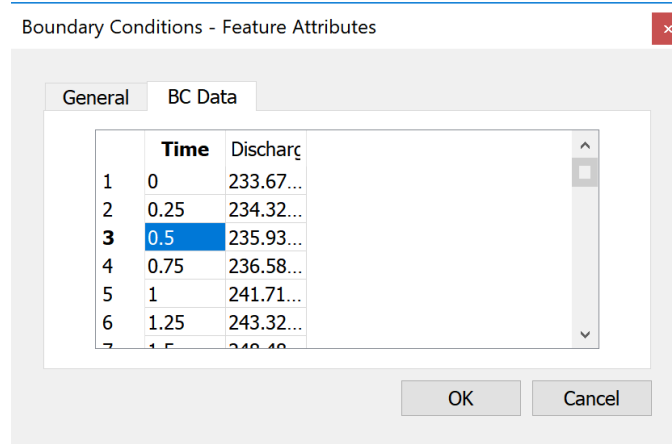 Boundary Conditions - Feature Attributes
General BC Data
Time Discharg
1 0 233.67...
2 0.25 234.32...
3 0.5 235.93...
4 0.75 236.58...
5 1 241.71...
6 1.25 243.32...
OK Cancel